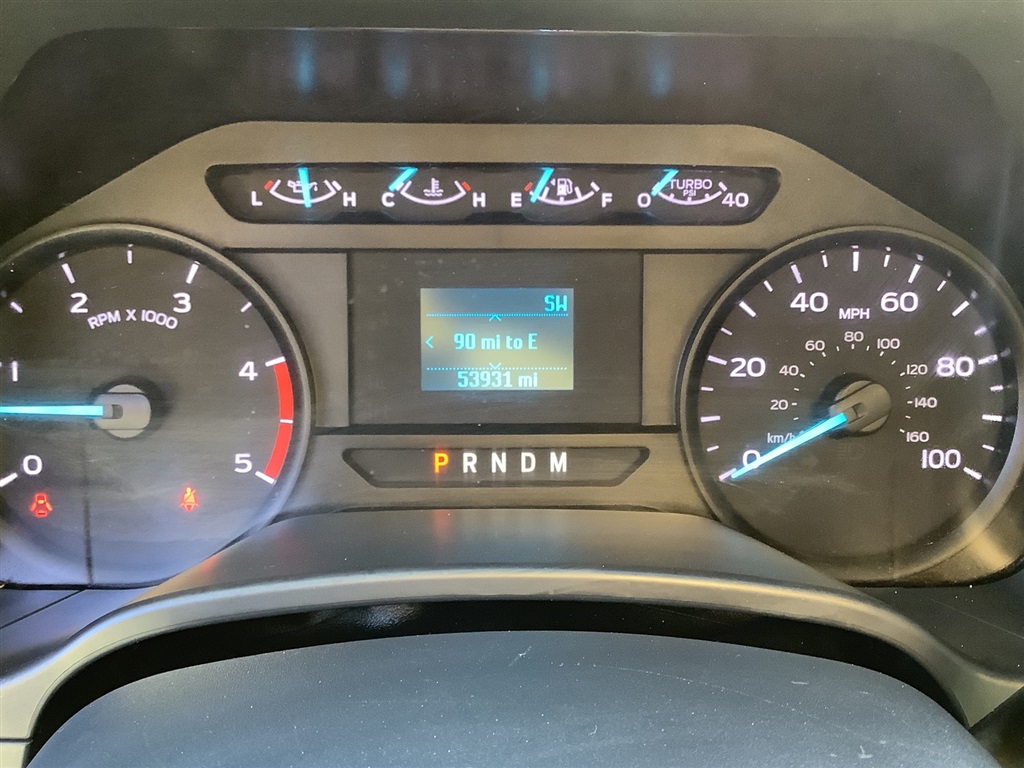 L H C H E F 0 TURBO PSI 40
0 1 2 3 4 5
RPM X 1000
SW
< 90 mi to E
53931 mi
P R N D M
0 20 40 60 80 100
MPH
20 40 60 80 100 120 140 160
km/h